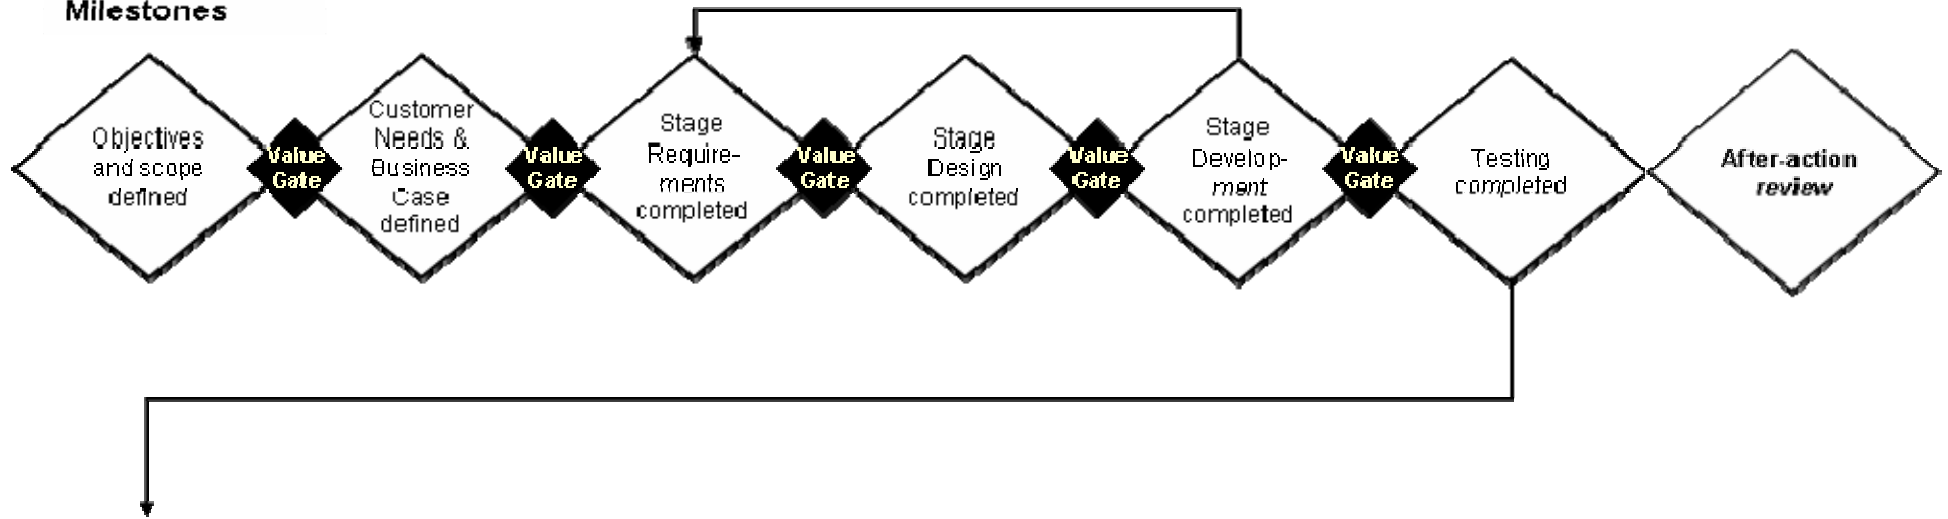 Milestones
Objectives
and scope
defined
Value
Gate
Customer
Needs &
Business
Case
defined
Value
Gate
Stage
Require-
ments
completed
Value
Gate
Stage
Design
completed
Value
Gate
Stage
Develop-
ment
completed
Value
Gate
Testing
completed
After-action
review